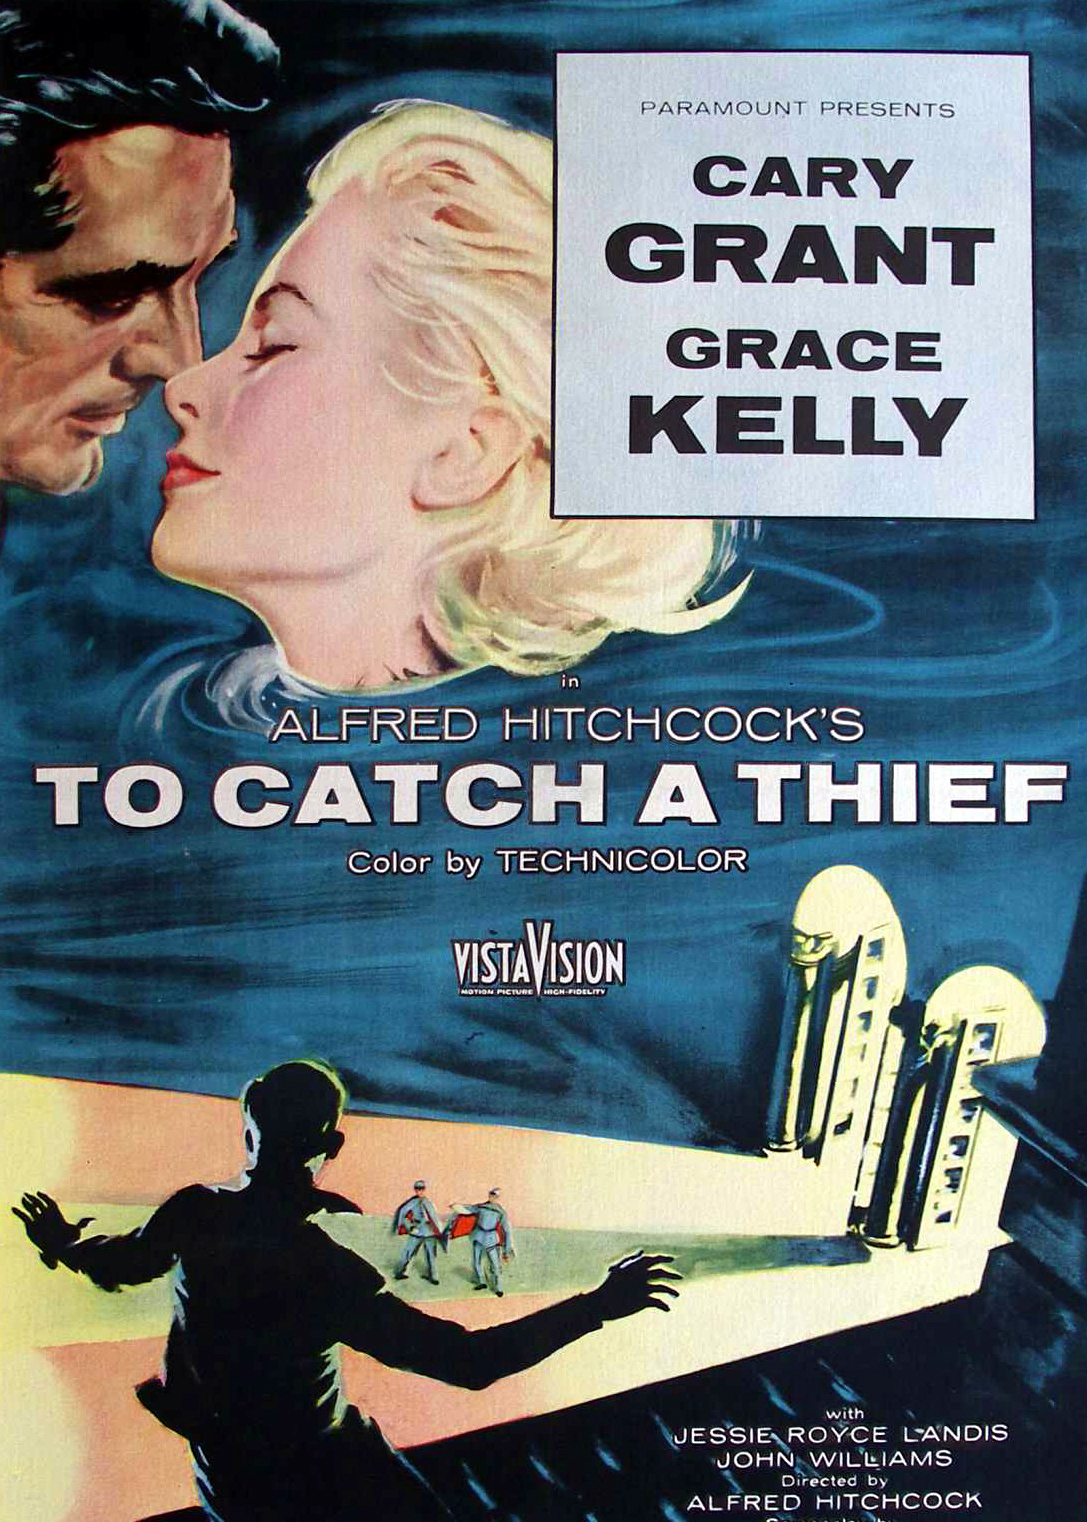 PARAMOUNT PRESENTS
CARY
GRANT
GRACE
KELLY
in
ALFRED HITCHCOCK'S
TO CATCH A THIEF
Color by TECHNICOLOR
VISTAVISION
MOTION PICTURE HIGH-FIDELITY
with
JESSIE ROYCE LANDIS
JOHN WILLIAMS
Directed by
ALFRED HITCHCOCK